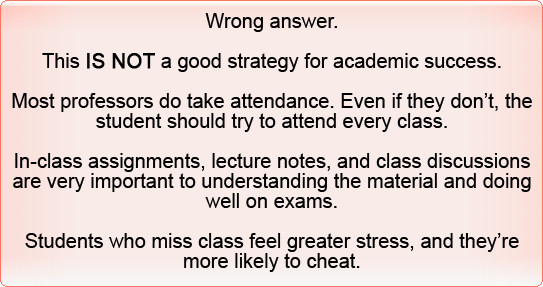 Wrong answer.
This IS NOT a good strategy for academic success.
Most professors do take attendance. Even if they don’t, the
student should try to attend every class.
In-class assignments, lecture notes, and class discussions
are very important to understanding the material and doing
well on exams.
Students who miss class feel greater stress, and they’re
more likely to cheat.